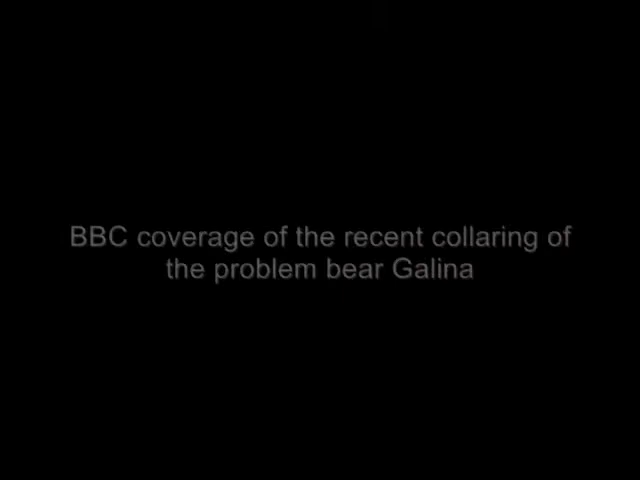 BBC coverage of the recent collaring of
the problem bear Galina